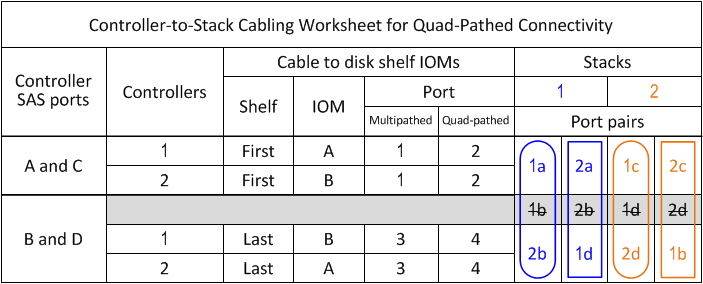 Controller-to-Stack Cabling Worksheet for Quad-Pathed Connectivity
Controller SAS ports
Controllers
Cable to disk shelf IOMs
Stacks
Shelf
IOM
Port
1 2
Multipathed Quad-pathed
Port pairs
A and C
1 First A 1 2
2 First B 1 2
1a 2a 1c 2c
1b 2b 1d 2d
B and D
1 Last B 3 4
2 Last A 3 4
2b 1d 2d 1b